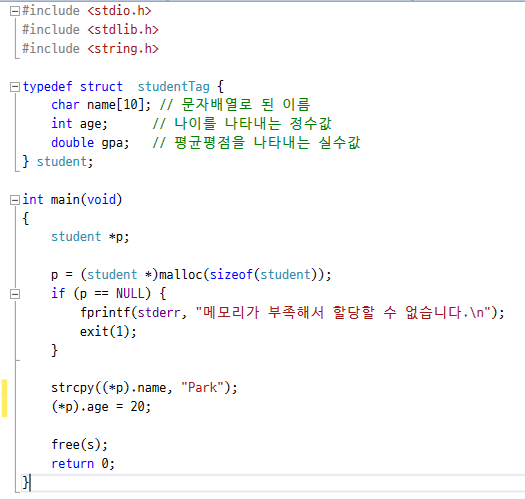 #include <stdio.h>
#include <stdlib.h>
#include <string.h>
typedef struct  studentTag {
    char name[10]; // 문자배열로 된 이름
    int age;      // 나이를 나타내는 정수값
    double gpa;   // 평균평점을 나타내는 실수값
} student;
int main(void)
{
    student *p;
    p = (student *)malloc(sizeof(student));
    if (p == NULL) {
        fprintf(stderr, "메모리가 부족해서 할당할 수 없습니다.\n");
        exit(1);
    }
    strcpy((*p).name, "Park");
    (*p).age = 20;
    free(s);
    return 0;
}